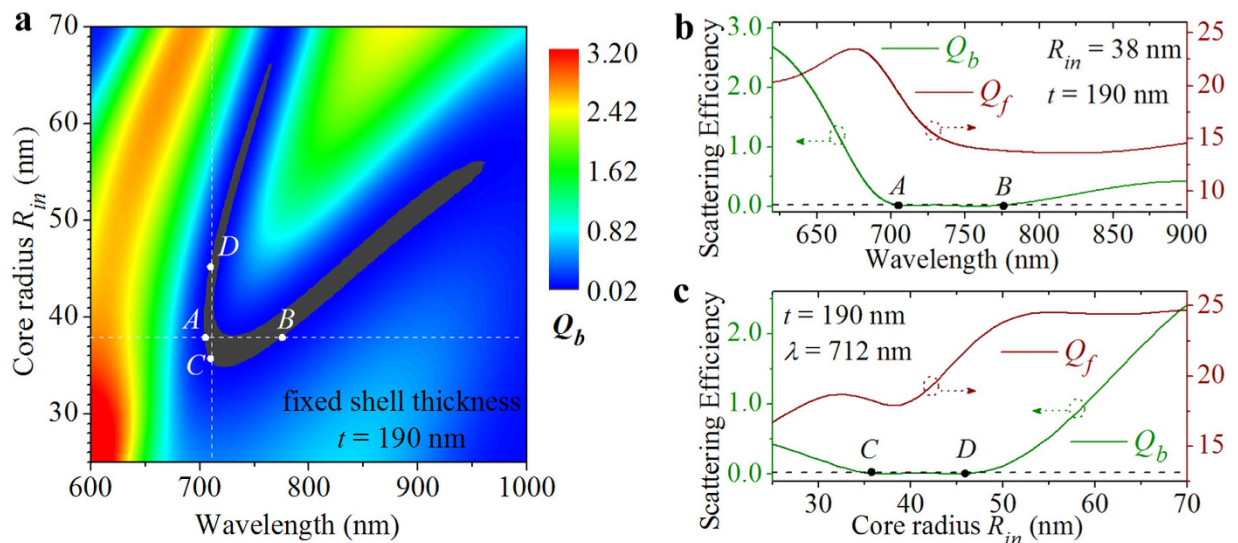 a
Core radius R_in (nm)
70
60
50
40
30
600 700 800 900 1000
Wavelength (nm)
A
B
C
D
fixed shell thickness
t = 190 nm
3.20
2.42
1.62
0.82
0.02
Q_b
b
Scattering Efficiency
3.0
2.0
1.0
0.0
25
20
15
10
Q_b
Q_f
R_in = 38 nm
t = 190 nm
A
B
650 700 750 800 850 900
Wavelength (nm)
c
Scattering Efficiency
2.0
1.0
0.0
25
20
15
t = 190 nm
λ = 712 nm
Q_f
Q_b
C
D
30 40 50 60 70
Core radius R_in (nm)